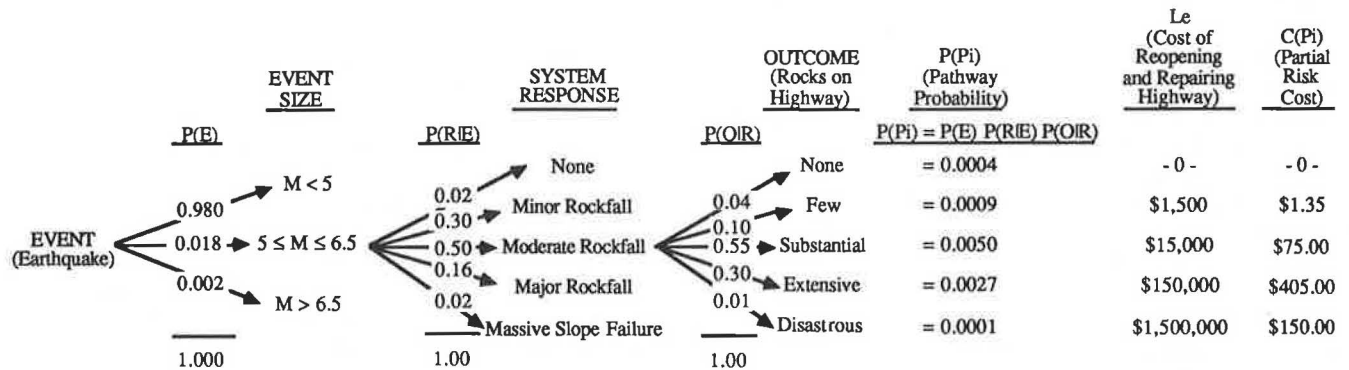 EVENT
SIZE
SYSTEM
RESPONSE
OUTCOME
(Rocks on
Highway)
P(Pi)
(Pathway
Probability)
Le
(Cost of
Reopening
and Repairing
Highway)
C(Pi)
(Partial
Risk
Cost)
P(E)
P(R|E)
P(O|R)
P(Pi) = P(E) P(R|E) P(O|R)
EVENT
(Earthquake)
0.980
0.018
0.002
1.000
M < 5
5 ≤ M ≤ 6.5
M > 6.5
0.02
0.30
0.50
0.16
0.02
1.00
None
Minor Rockfall
Moderate Rockfall
Major Rockfall
Massive Slope Failure
0.04
0.10
0.55
0.30
0.01
1.00
None = 0.0004 - 0 - - 0 -
Few = 0.0009 $1,500 $1.35
Substantial = 0.0050 $15,000 $75.00
Extensive = 0.0027 $150,000 $405.00
Disastrous = 0.0001 $1,500,000 $150.00